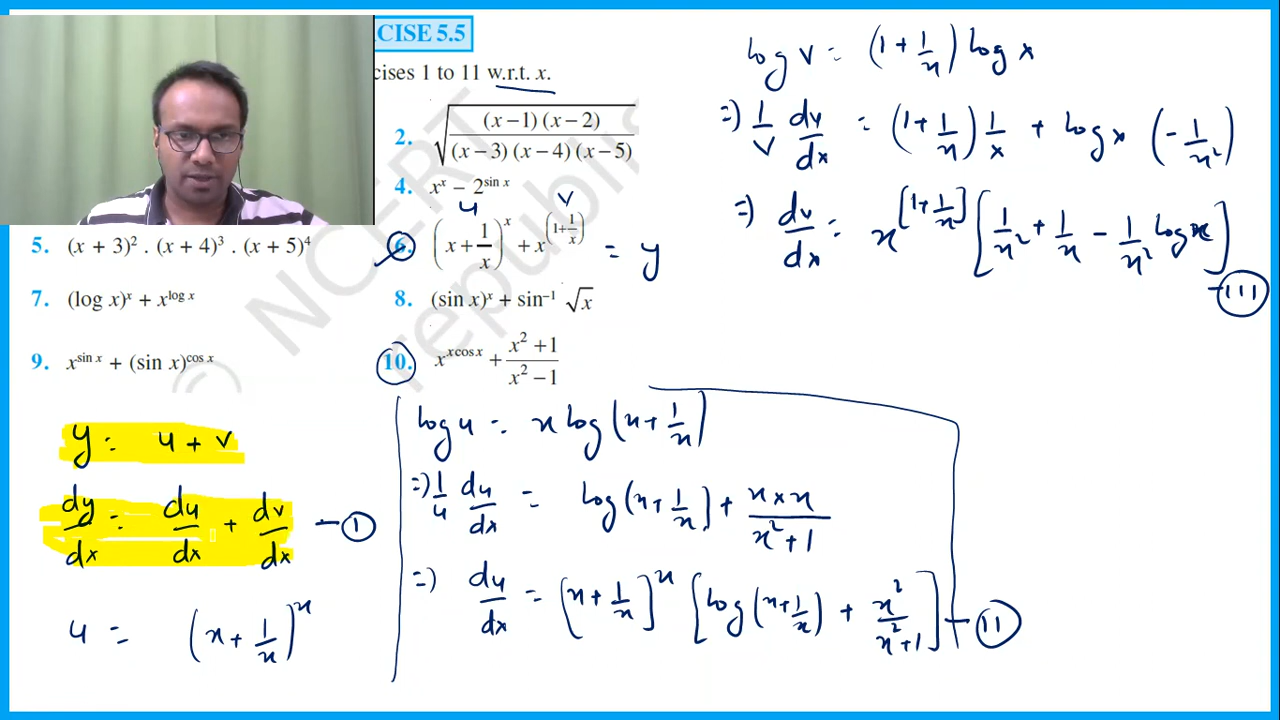 CISE 5.5
cises 1 to 11 w.r.t. x.
2. √((x−1)(x−2)/(x−3)(x−4)(x−5))
4. xˣ − 2^(sin x)
u v
5. (x + 3)² . (x + 4)³ . (x + 5)⁴
6. (x + 1/x)ˣ + x^(1+1/x) = y
7. (log x)ˣ + x^(log x)
8. (sin x)ˣ + sin⁻¹ √x
9. x^(sin x) + (sin x)^(cos x)
10. x^(x cos x) + (x² + 1)/(x² − 1)
© NCERT
republished
log v = (1 + 1/x) log x
⇒ 1/v dv/dx = (1 + 1/x) 1/x + log x (−1/x²)
⇒ dv/dx = x^[1+1/x] [1/x² + 1/x − 1/x² log x]
— III
y = u + v
dy/dx = du/dx + dv/dx — I
u = (x + 1/x)ˣ
log u = x log (x + 1/x)
⇒ 1/u du/dx = log (x + 1/x) + (x × x)/(x² + 1)
⇒ du/dx = (x + 1/x)ˣ [log (x + 1/x) + x²/(x² + 1)] — II